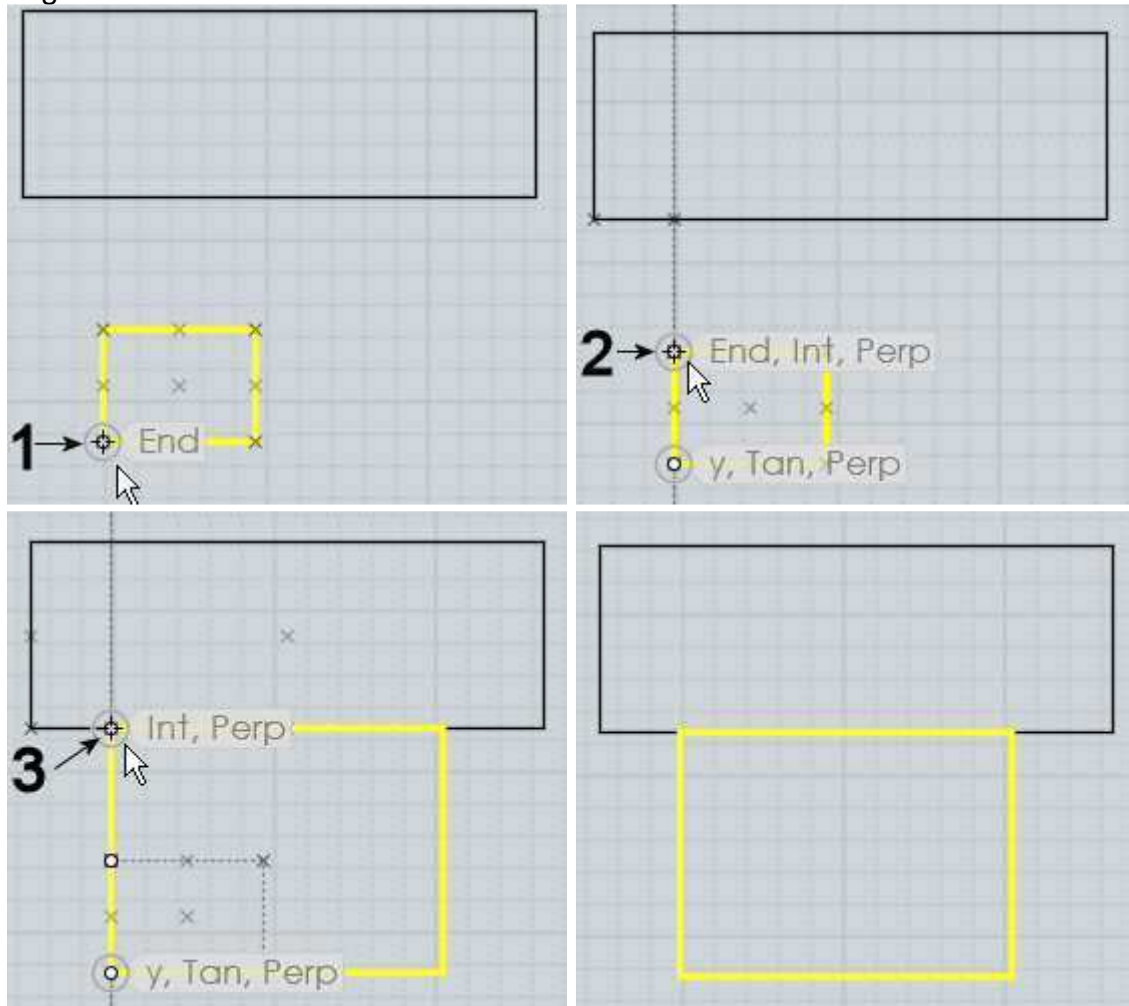 1 End
2 End, Int, Perp
y, Tan, Perp
3 Int, Perp
y, Tan, Perp